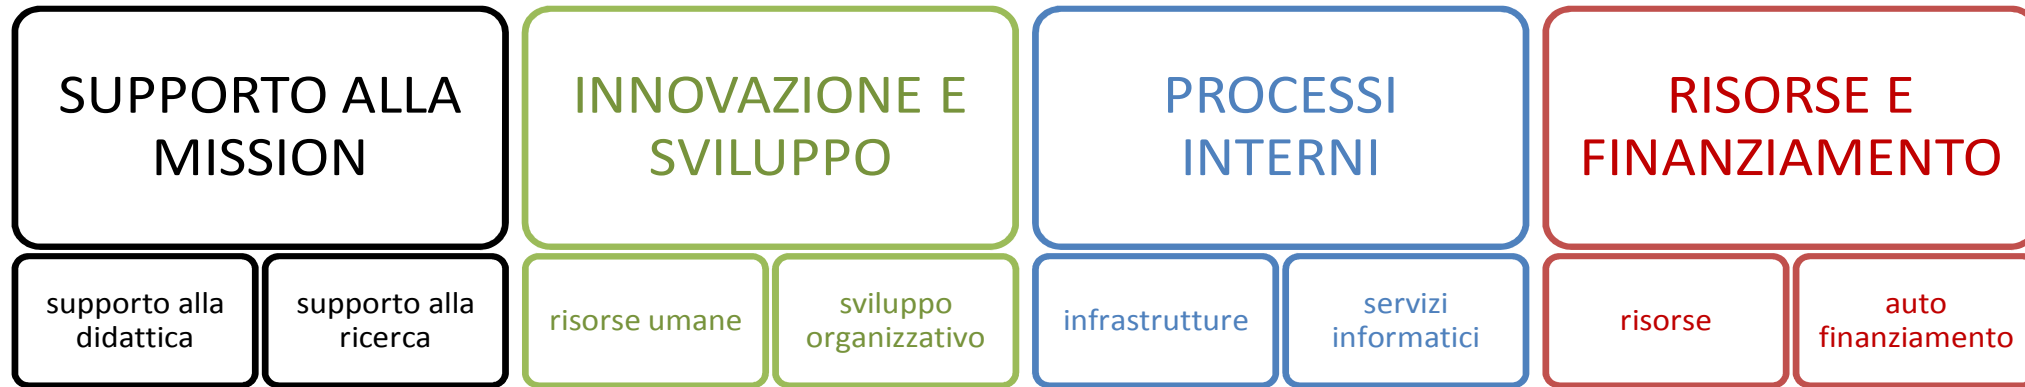 SUPPORTO ALLA
MISSION
INNOVAZIONE E
SVILUPPO
PROCESSI
INTERNI
RISORSE E
FINANZIAMENTO
supporto alla
didattica
supporto alla
ricerca
risorse umane
sviluppo
organizzativo
infrastrutture
servizi
informatici
risorse
auto
finanziamento